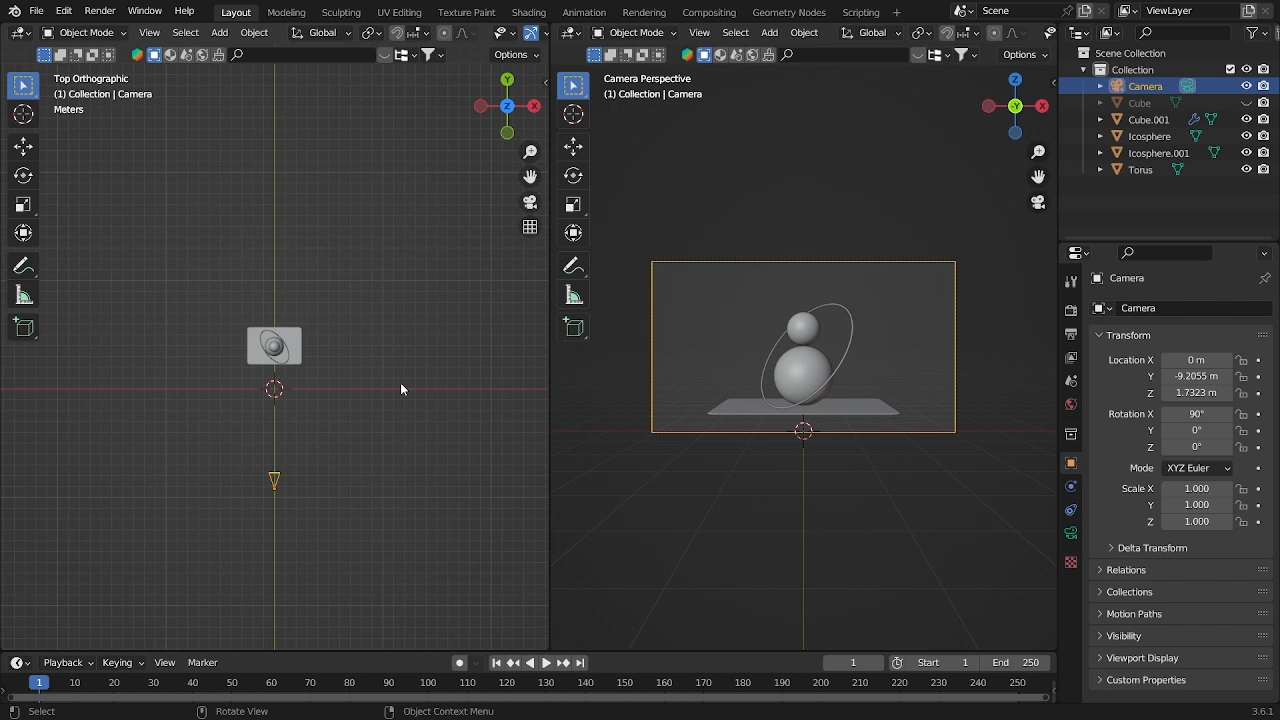 File Edit Render Window Help Layout Modeling Sculpting UV Editing Texture Paint Shading Animation Rendering Compositing Geometry Nodes Scripting Scene ViewLayer
Object Mode View Select Add Object Global
Object Mode View Select Add Object Global
Options
Options
Top Orthographic
(1) Collection | Camera
Meters
Y
Z
X
Camera Perspective
(1) Collection | Camera
Z
-Y
X
Scene Collection
Collection
Camera
Cube
Cube.001
Icosphere
Icosphere.001
Torus
Camera
Camera
Transform
Location X 0 m
Y -9.2055 m
Z 1.7323 m
Rotation X 90°
Y 0°
Z 0°
Mode XYZ Euler
Scale X 1.000
Y 1.000
Z 1.000
Delta Transform
Relations
Collections
Motion Paths
Visibility
Viewport Display
Custom Properties
Playback Keying View Marker 1 Start 1 End 250
1 10 20 30 40 50 60 70 80 90 100 110 120 130 140 150 160 170 180 190 200 210 220 230 240 250
Select Rotate View Object Context Menu 3.6.1